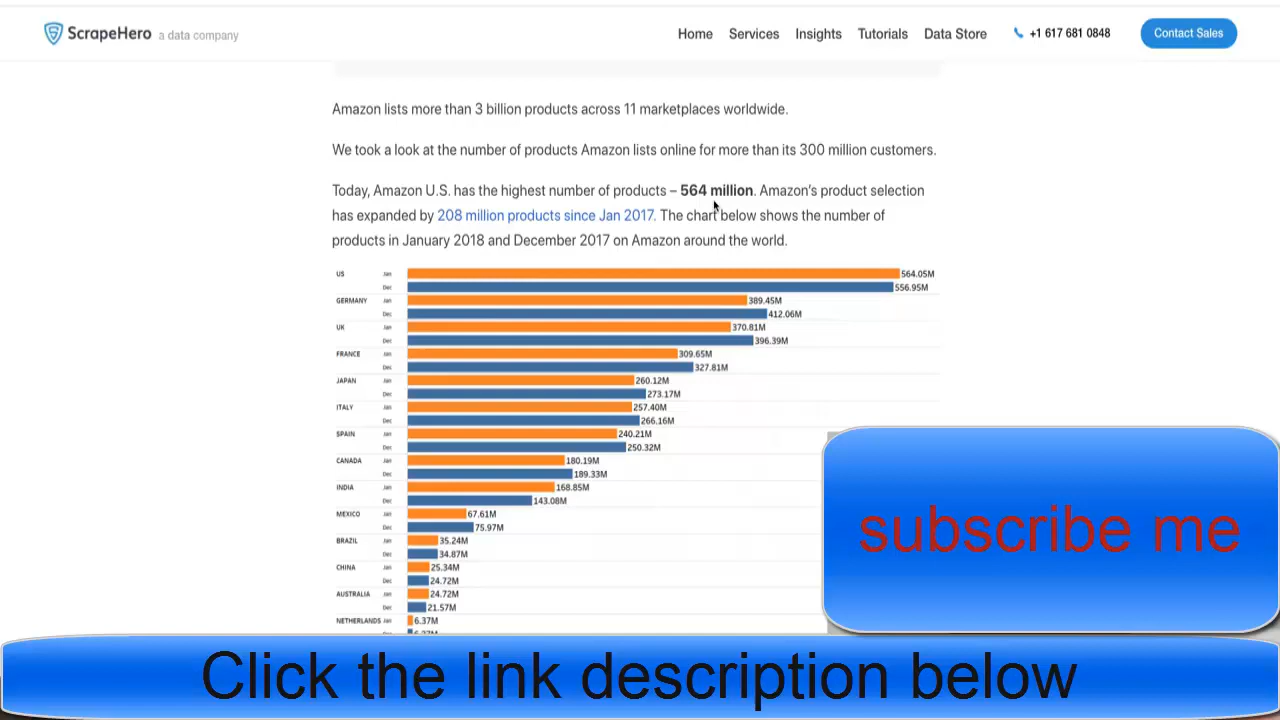 ScrapeHero a data company
Home Services Insights Tutorials Data Store +1 617 681 0848 Contact Sales
Amazon lists more than 3 billion products across 11 marketplaces worldwide.
We took a look at the number of products Amazon lists online for more than its 300 million customers.
Today, Amazon U.S. has the highest number of products – 564 million. Amazon's product selection
has expanded by 208 million products since Jan 2017. The chart below shows the number of
products in January 2018 and December 2017 on Amazon around the world.
US Jan 564.05M
Dec 556.95M
GERMANY Jan 389.45M
Dec 412.06M
UK Jan 370.81M
Dec 396.39M
FRANCE Jan 309.65M
Dec 327.81M
JAPAN Jan 260.12M
Dec 273.17M
ITALY Jan 257.40M
Dec 266.16M
SPAIN Jan 240.21M
Dec 250.32M
CANADA Jan 180.19M
Dec 189.33M
INDIA Jan 168.85M
Dec 143.08M
MEXICO Jan 67.61M
Dec 75.97M
BRAZIL Jan 35.24M
Dec 34.87M
CHINA Jan 25.34M
Dec 24.72M
AUSTRALIA Jan 24.72M
Dec 21.57M
NETHERLANDS Jan 6.37M
subscribe me
Click the link description below